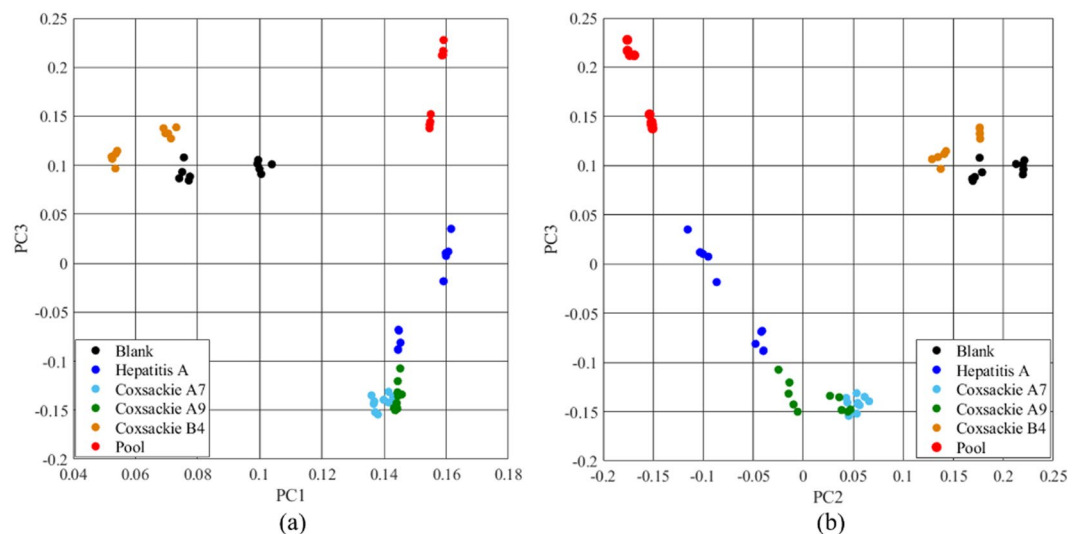 0.25
0.2
0.15
0.1
0.05
0
-0.05
-0.1
-0.15
-0.2
PC3
Blank
Hepatitis A
Coxsackie A7
Coxsackie A9
Coxsackie B4
Pool
0.04 0.06 0.08 0.1 0.12 0.14 0.16 0.18
PC1
(a)
0.25
0.2
0.15
0.1
0.05
0
-0.05
-0.1
-0.15
-0.2
PC3
Blank
Hepatitis A
Coxsackie A7
Coxsackie A9
Coxsackie B4
Pool
-0.2 -0.15 -0.1 -0.05 0 0.05 0.1 0.15 0.2 0.25
PC2
(b)